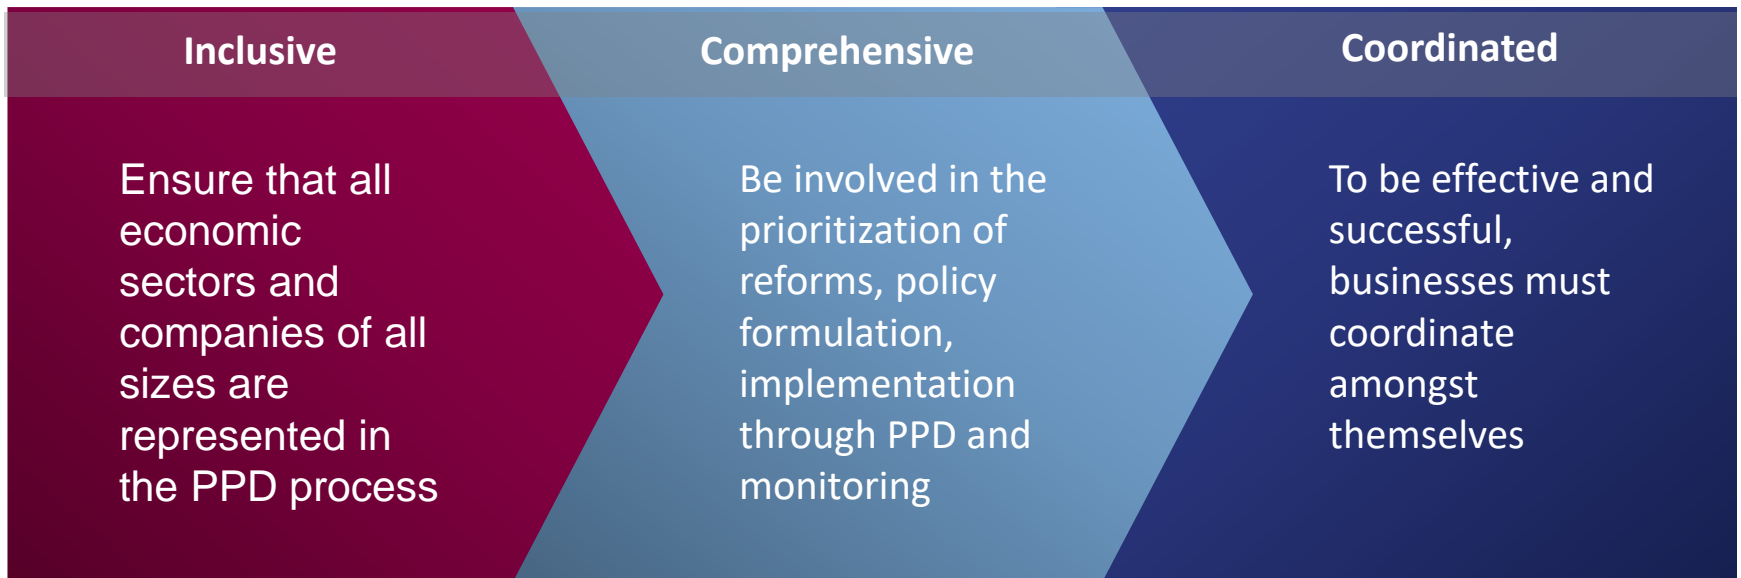 Inclusive
Ensure that all
economic
sectors and
companies of all
sizes are
represented in
the PPD process
Comprehensive
Be involved in the
prioritization of
reforms, policy
formulation,
implementation
through PPD and
monitoring
Coordinated
To be effective and
successful,
businesses must
coordinate
amongst
themselves